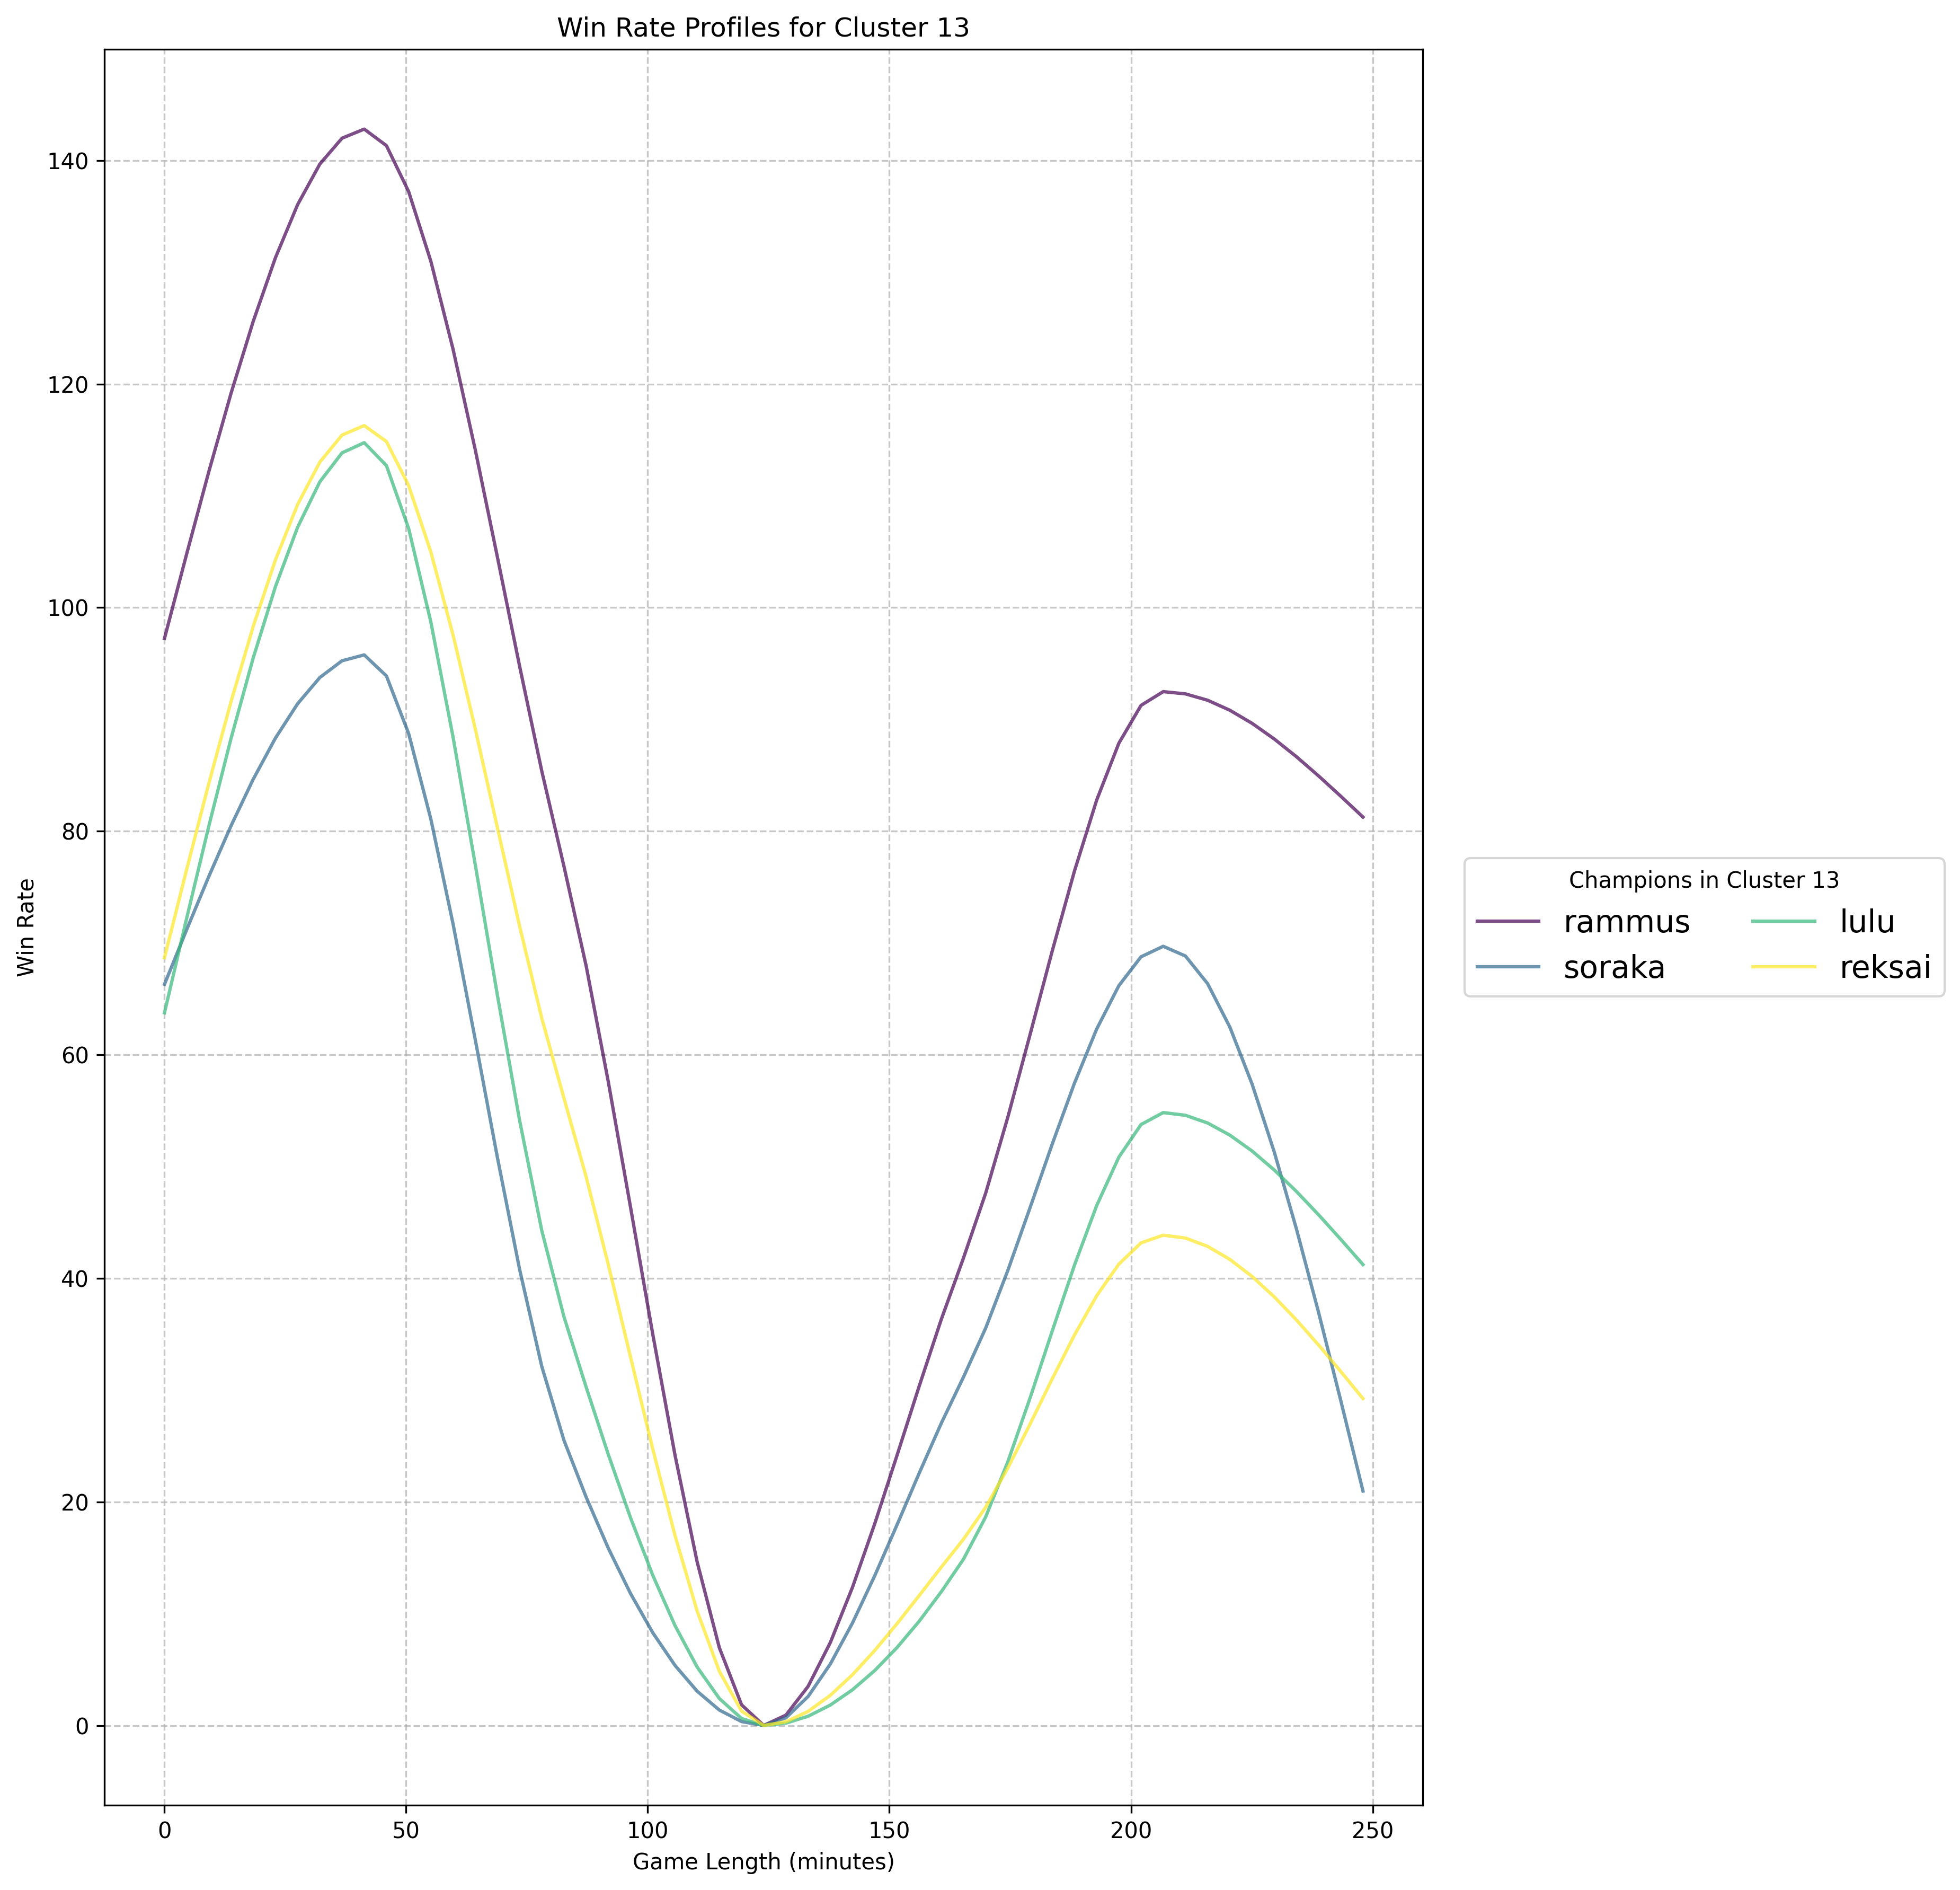 Win Rate Profiles for Cluster 13
Win Rate
140
120
100
80
60
40
20
0
0 50 100 150 200 250
Game Length (minutes)
Champions in Cluster 13
rammus lulu
soraka reksai